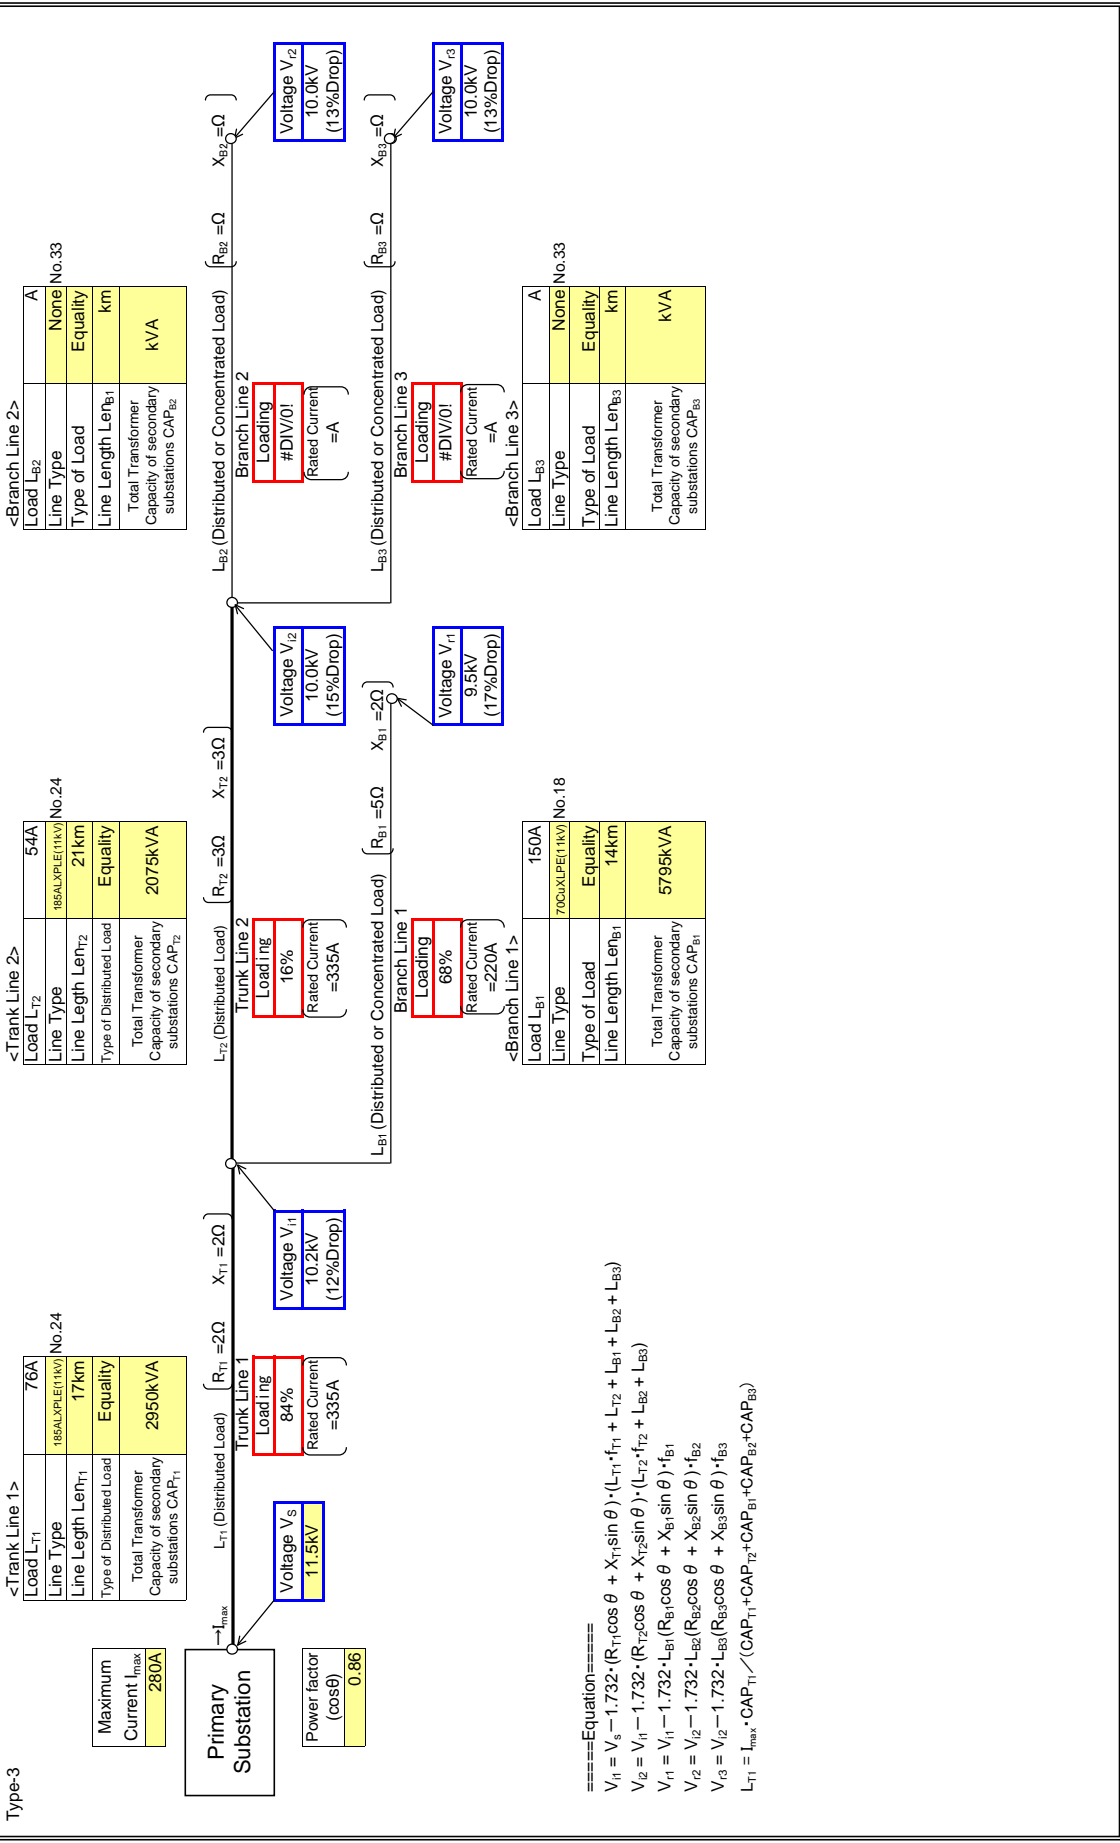 Type-3
Maximum
Current Imax
280A
Primary
Substation
Power factor
(cosθ)
0.86
→Imax
Voltage VS
11.5kV
<Trank Line 1>
Load LT1 76A
Line Type 185ALXPLE(11kV) No.24
Line Legth LenT1 17km
Type of Distributed Load Equality
Total Transformer
Capacity of secondary
substations CAPT1
2950kVA
LT1 (Distributed Load)
RT1 =2Ω XT1 =2Ω
Trunk Line 1
Loading
84%
Rated Current
=335A
Voltage Vi1
10.2kV
(12%Drop)
<Trank Line 2>
Load LT2 54A
Line Type 185ALXPLE(11kV) No.24
Line Legth LenT2 21km
Type of Distributed Load Equality
Total Transformer
Capacity of secondary
substations CAPT2
2075kVA
LT2 (Distributed Load)
RT2 =3Ω XT2 =3Ω
Trunk Line 2
Loading
16%
Rated Current
=335A
Voltage Vi2
10.0kV
(15%Drop)
LB1 (Distributed or Concentrated Load)
RB1 =5Ω XB1 =2Ω
Branch Line 1
Loading
68%
Rated Current
=220A
Voltage Vr1
9.5kV
(17%Drop)
<Branch Line 1>
Load LB1 150A
Line Type 70CuXLPE(11kV) No.18
Type of Load Equality
Line Length LenB1 14km
Total Transformer
Capacity of secondary
substations CAPB1
5795kVA
<Branch Line 2>
Load LB2 A
Line Type None No.33
Type of Load Equality
Line Length LenB1 km
Total Transformer
Capacity of secondary
substations CAPB2
kVA
LB2 (Distributed or Concentrated Load)
RB2 =Ω XB2 =Ω
Branch Line 2
Loading
#DIV/0!
Rated Current
=A
Voltage Vr2
10.0kV
(13%Drop)
LB3 (Distributed or Concentrated Load)
RB3 =Ω XB3 =Ω
Branch Line 3
Loading
#DIV/0!
Rated Current
=A
Voltage Vr3
10.0kV
(13%Drop)
<Branch Line 3>
Load LB3 A
Line Type None No.33
Type of Load Equality
Line Length LenB3 km
Total Transformer
Capacity of secondary
substations CAPB3
kVA
=====Equation=====
Vi1 = Vs－1.732･(RT1cos θ + XT1sin θ)･(LT1･fT1 + LT2 + LB1 + LB2 + LB3)
Vi2 = Vi1－1.732･(RT2cos θ + XT2sin θ)･(LT2･fT2 + LB2 + LB3)
Vr1 = Vi1－1.732･LB1(RB1cos θ + XB1sin θ)･fB1
Vr2 = Vi2－1.732･LB2(RB2cos θ + XB2sin θ)･fB2
Vr3 = Vi2－1.732･LB3(RB3cos θ + XB3sin θ)･fB3
LT1 = Imax･CAPT1／(CAPT1+CAPT2+CAPB1+CAPB2+CAPB3)